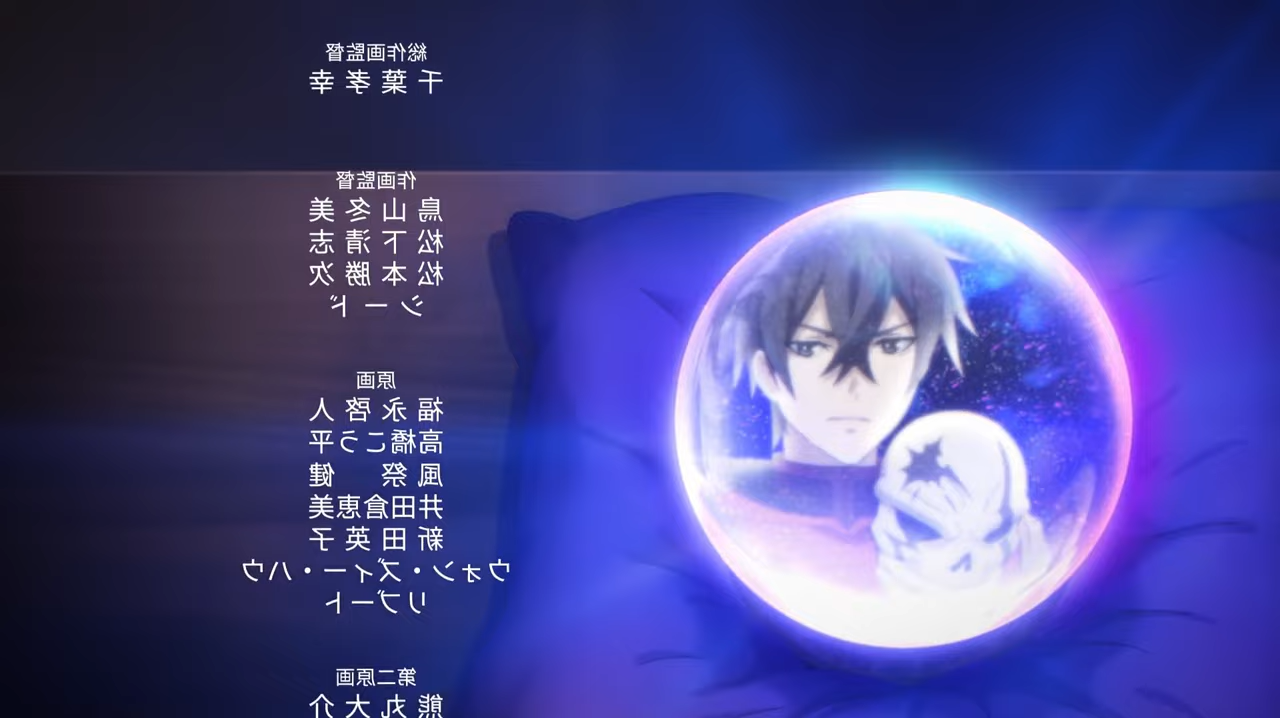 総作画監督
千葉孝幸
作画監督
鳥山冬美
松下清志
松本勝次
シード
原画
福永啓人
高橋こう平
風祭 健
井田倉恵美
新田英子
ウォン・ズィー・ハウ
リブート
第二原画
熊丸大介